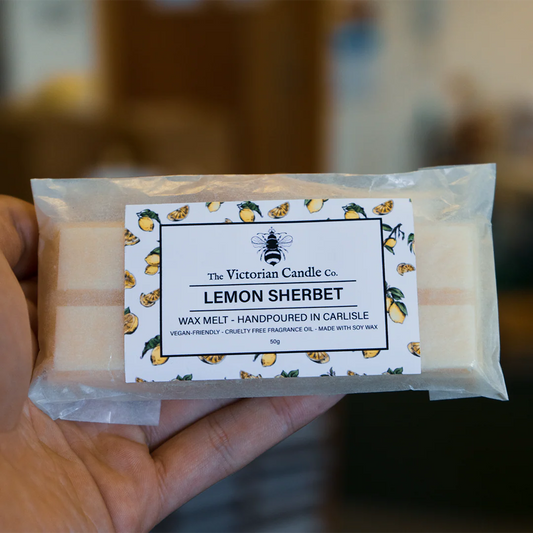 The Victorian Candle Co.
LEMON SHERBET
WAX MELT - HANDPOURED IN CARLISLE
VEGAN-FRIENDLY - CRUELTY FREE FRAGRANCE OIL - MADE WITH SOY WAX
50g